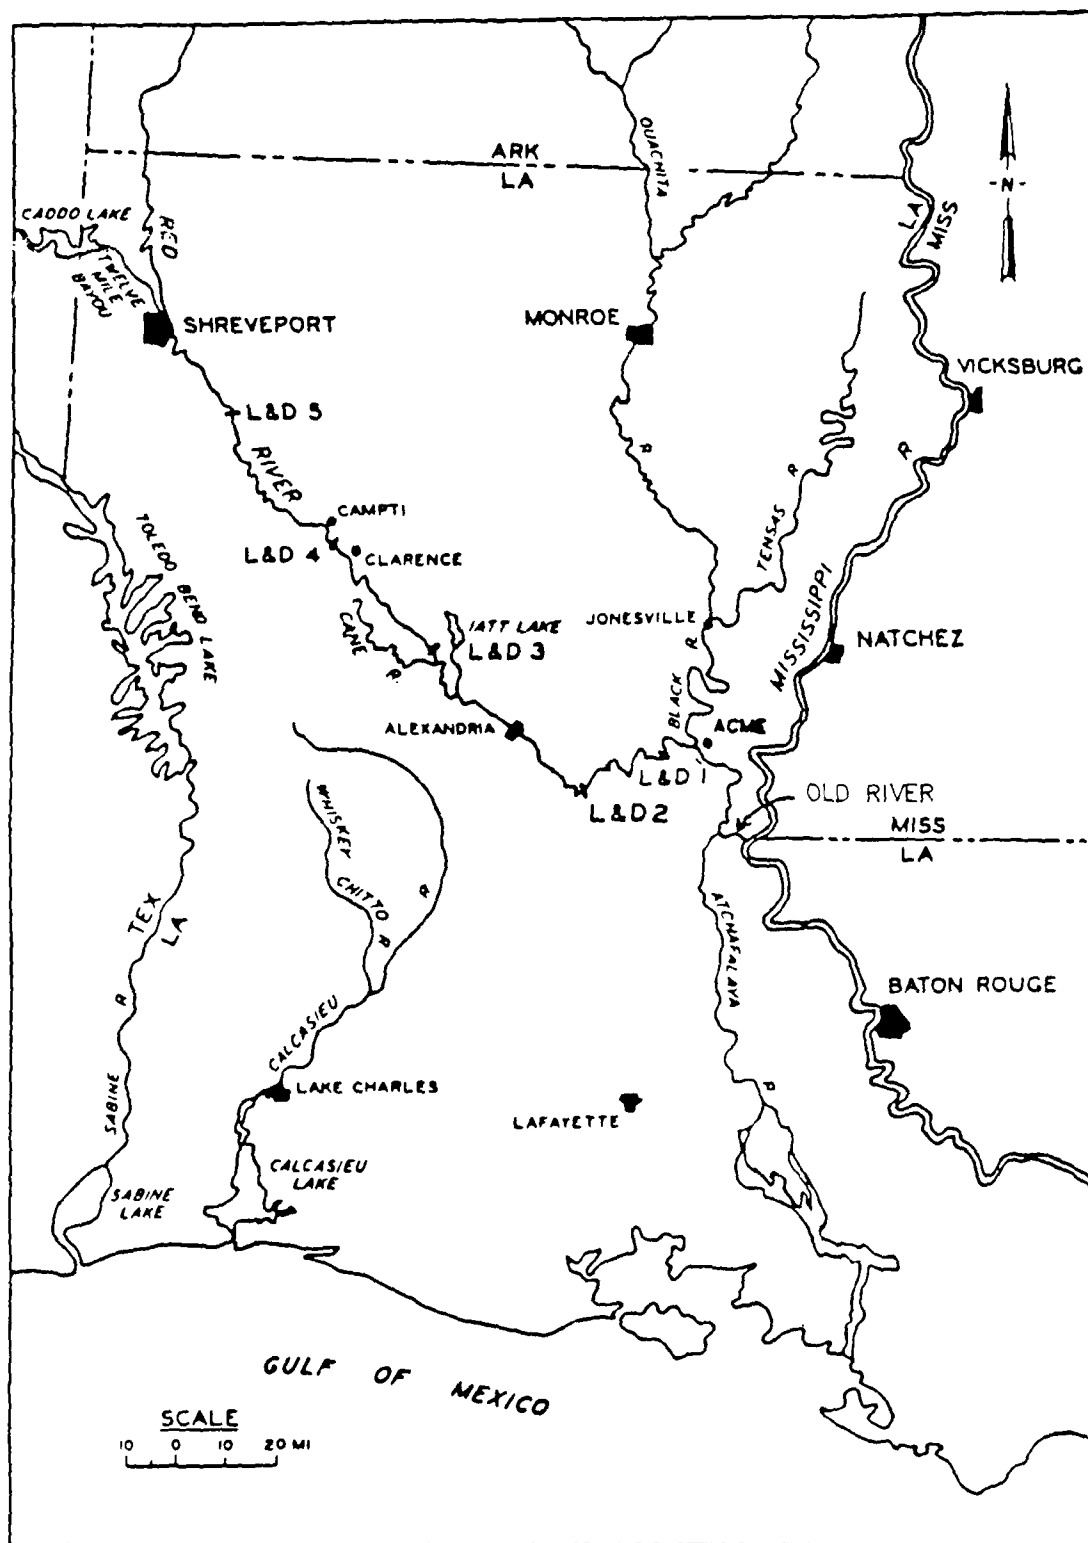 ARK
LA
OUACHITA
-N-
LA
MISS
CADDO LAKE
RED
TWELVE
MILE
BAYOU
SHREVEPORT
MONROE
VICKSBURG
L&D 5
RIVER
R
R
R
CAMPTI
L&D 4
CLARENCE
TENSAS
TOLEDO BEND LAKE
CANE
R.
IATT LAKE
L&D 3
JONESVILLE
R
MISSISSIPPI
NATCHEZ
BLACK
ALEXANDRIA
ACME
L&D 1
L&D 2
OLD RIVER
MISS
LA
WHISKEY
CHITTO
R
R
TEX
LA
ATCHAFALAYA
R
BATON ROUGE
R
CALCASIEU
SABINE
LAKE CHARLES
LAFAYETTE
CALCASIEU
LAKE
SABINE
LAKE
GULF OF MEXICO
SCALE
10 0 10 20 MI